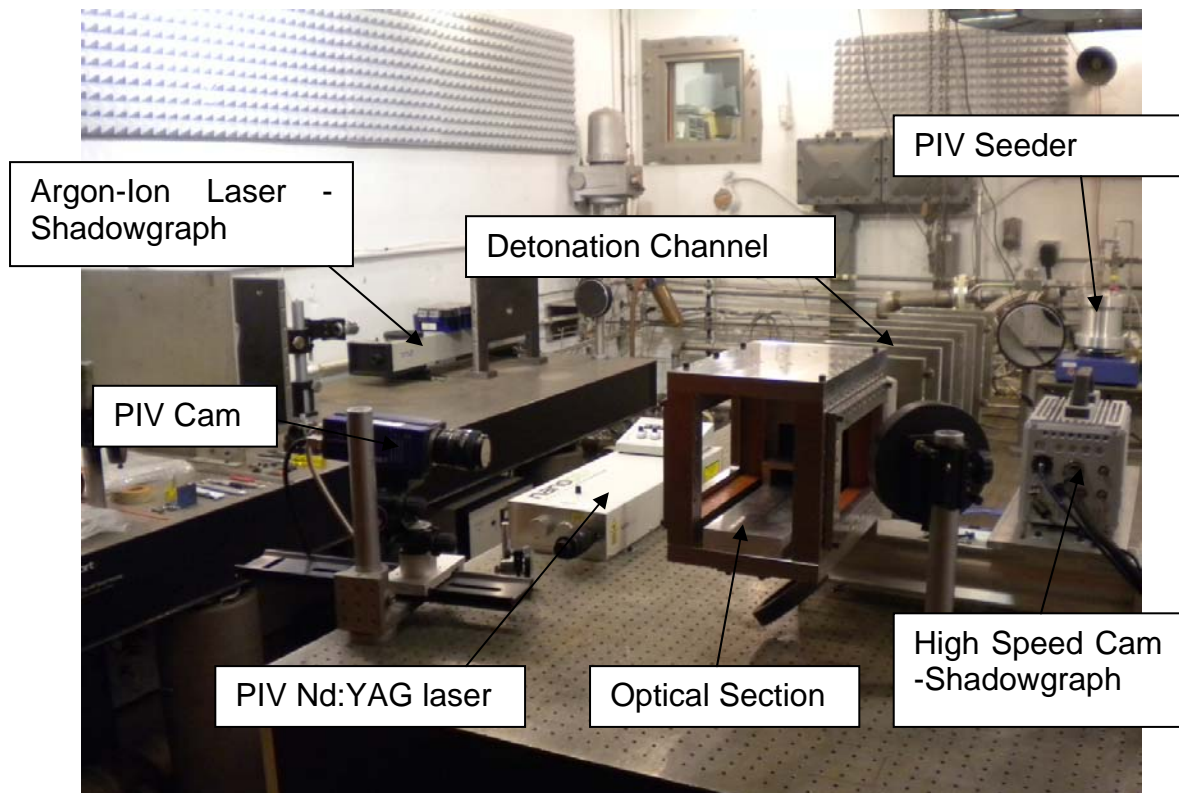 PIV Seeder
Argon-Ion Laser -
Shadowgraph
Detonation Channel
PIV Cam
nano
High Speed Cam
-Shadowgraph
PIV Nd:YAG laser
Optical Section